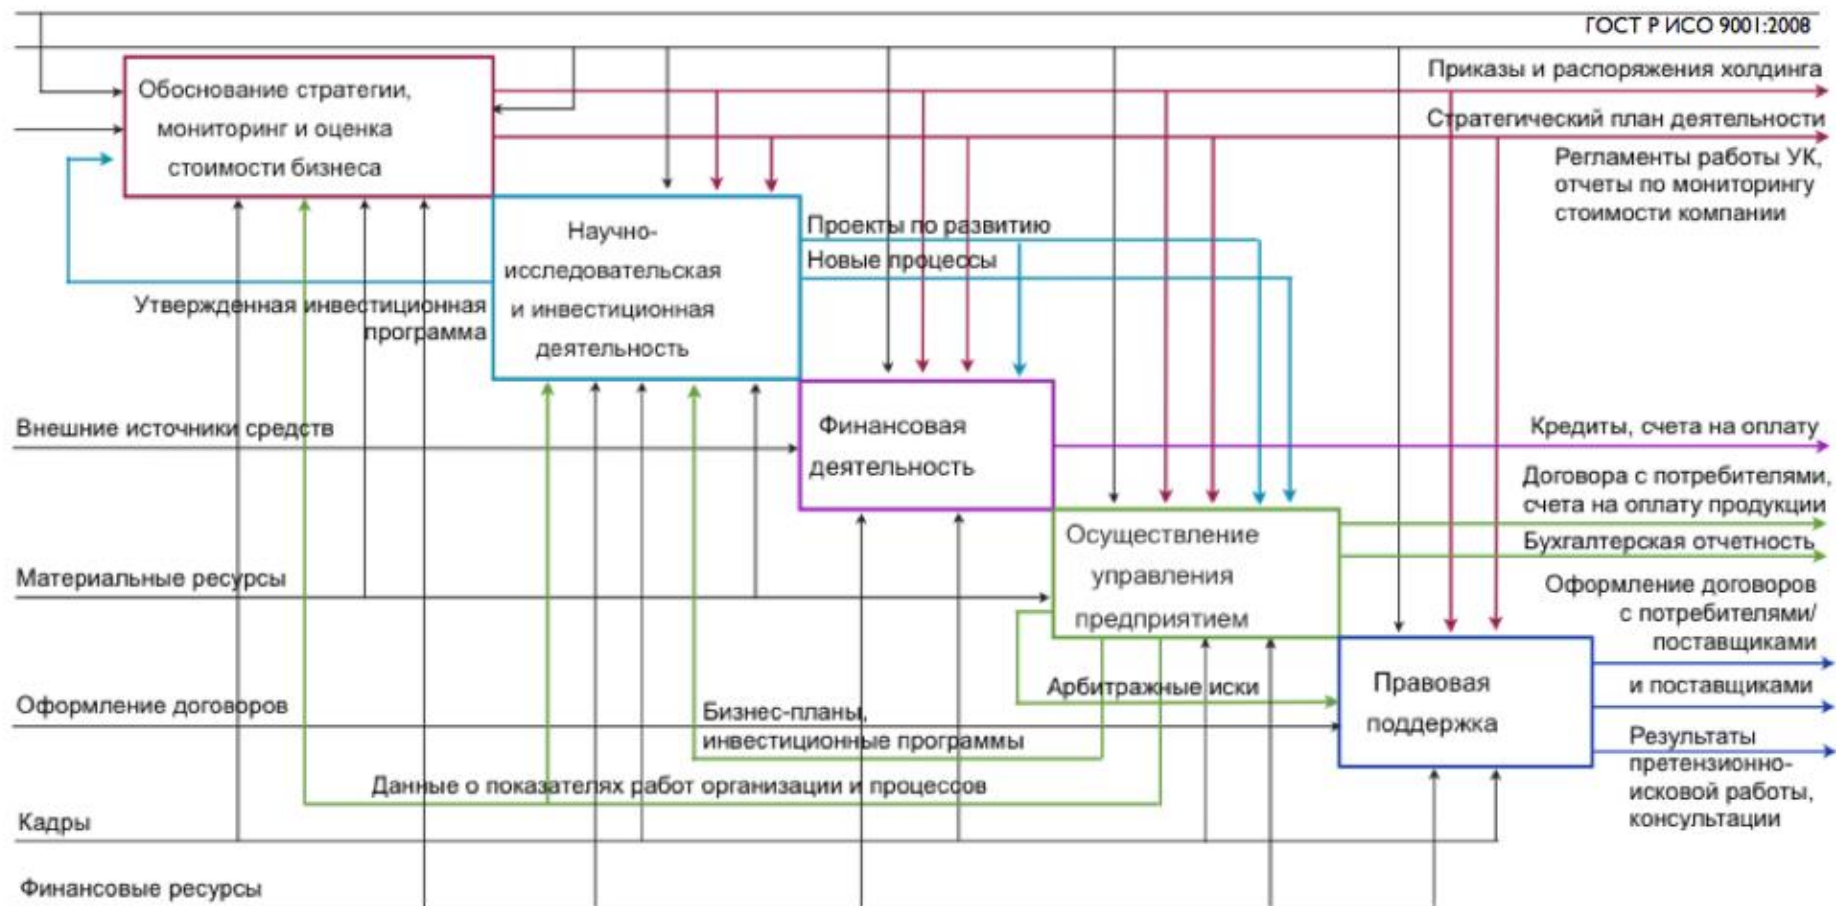 ГОСТ Р ИСО 9001:2008
Приказы и распоряжения холдинга
Обоснование стратегии,
мониторинг и оценка
стоимости бизнеса
Стратегический план деятельности
Регламенты работы УК,
отчеты по мониторингу
стоимости компании
Научно-
исследовательская
и инвестиционная
деятельность
Проекты по развитию
Новые процессы
Утвержденная инвестиционная
программа
Внешние источники средств
Финансовая
деятельность
Кредиты, счета на оплату
Договора с потребителями,
счета на оплату продукции
Бухгалтерская отчетность
Осуществление
управления
предприятием
Материальные ресурсы
Оформление договоров
с потребителями/
поставщиками
и поставщиками
Арбитражные иски
Правовая
поддержка
Оформление договоров
Бизнес-планы,
инвестиционные программы
Результаты
претензионно-
исковой работы,
консультации
Данные о показателях работ организации и процессов
Кадры
Финансовые ресурсы